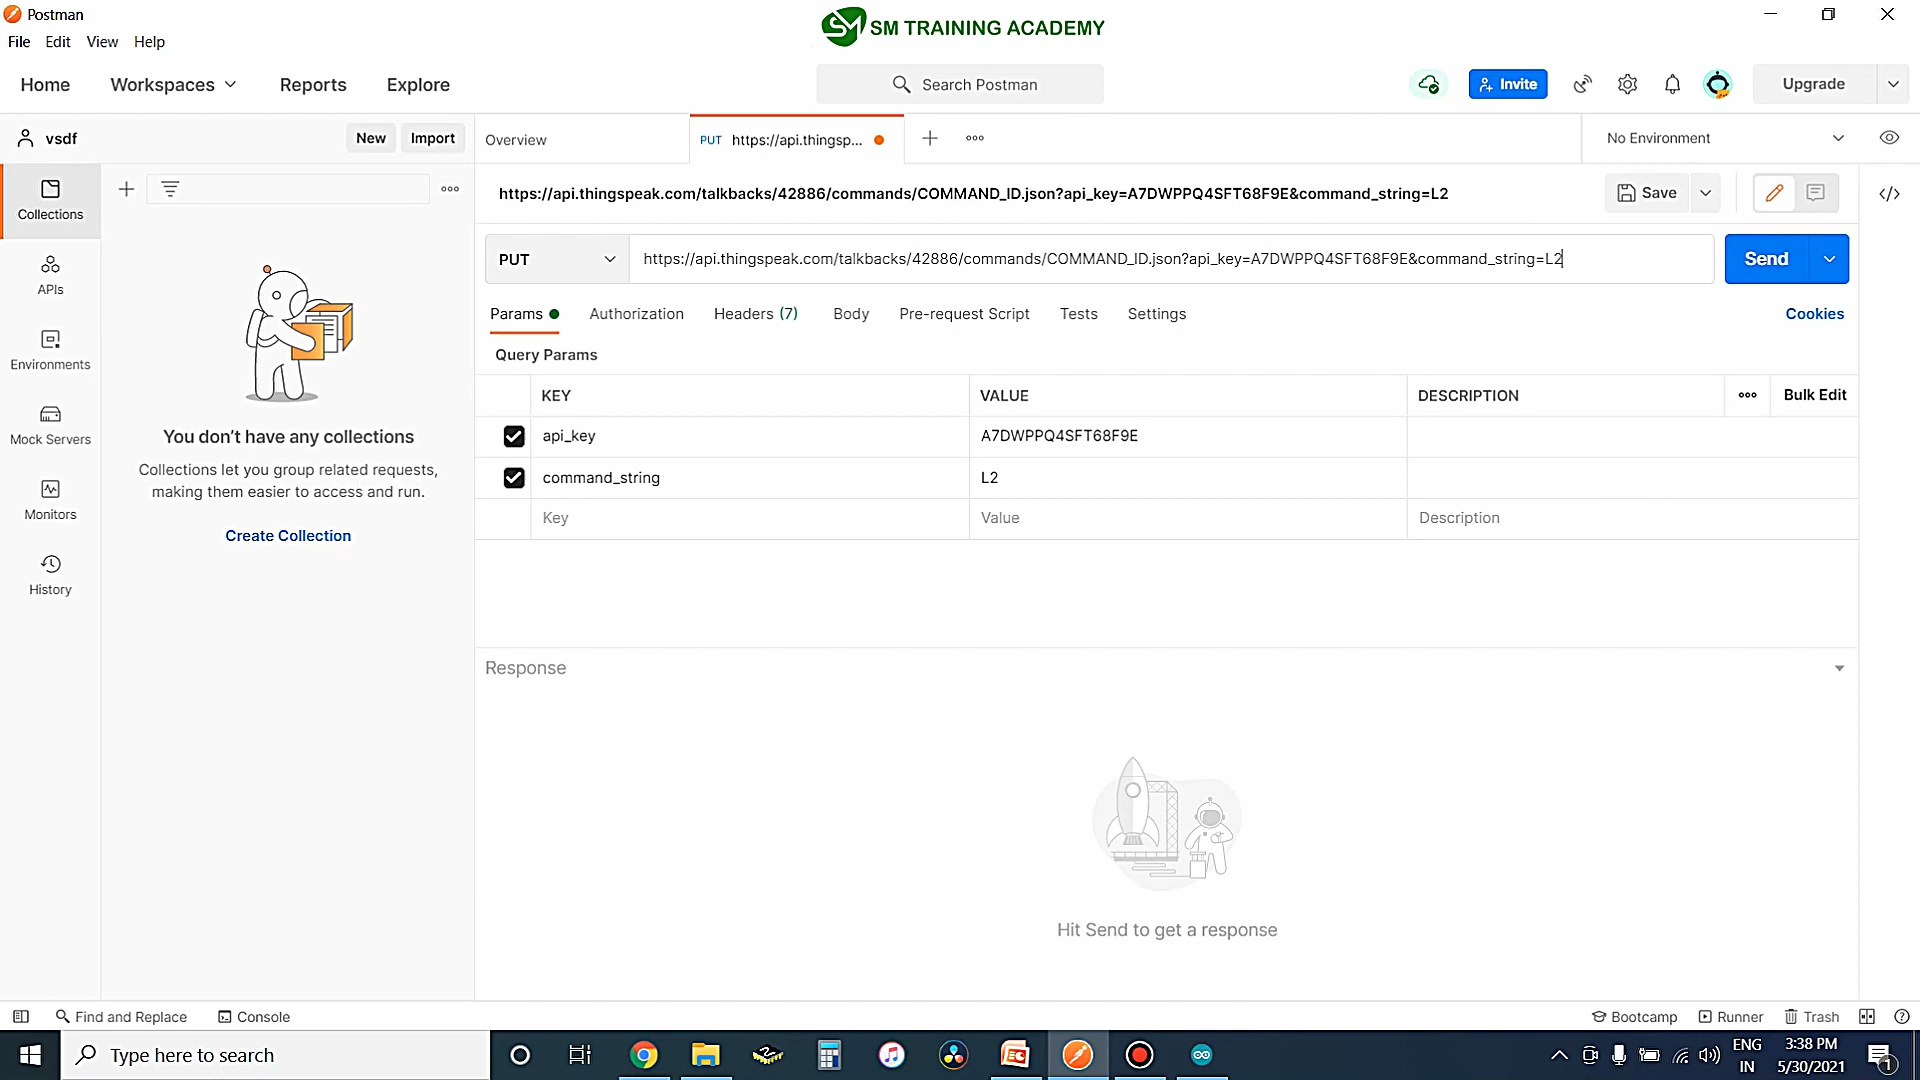 Postman
SM SM TRAINING ACADEMY
File Edit View Help
Home Workspaces Reports Explore
Search Postman
Invite
Upgrade
vsdf
New Import
Overview
PUT https://api.thingsp...
No Environment
https://api.thingspeak.com/talkbacks/42886/commands/COMMAND_ID.json?api_key=A7DWPPQ4SFT68F9E&command_string=L2
Save
PUT
https://api.thingspeak.com/talkbacks/42886/commands/COMMAND_ID.json?api_key=A7DWPPQ4SFT68F9E&command_string=L2
Send
Params Authorization Headers (7) Body Pre-request Script Tests Settings
Cookies
Query Params
KEY VALUE DESCRIPTION
Bulk Edit
api_key A7DWPPQ4SFT68F9E
command_string L2
Key Value Description
Collections
APIs
Environments
Mock Servers
Monitors
History
You don't have any collections
Collections let you group related requests,
making them easier to access and run.
Create Collection
Response
Hit Send to get a response
Find and Replace
Console
Bootcamp
Runner
Trash
Type here to search
ENG
IN
3:38 PM
5/30/2021
1